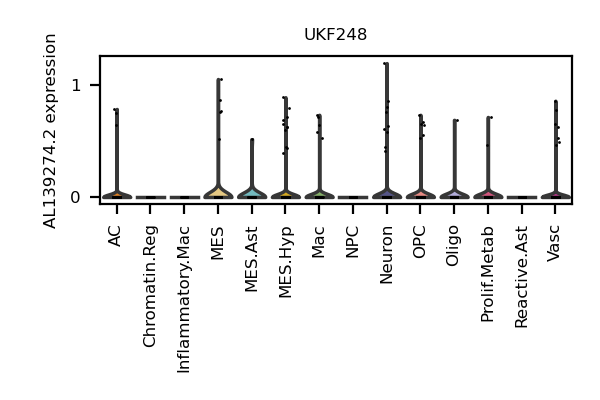 UKF248
AL139274.2 expression
1
0
AC
Chromatin.Reg
Inflammatory.Mac
MES
MES.Ast
MES.Hyp
Mac
NPC
Neuron
OPC
Oligo
Prolif.Metab
Reactive.Ast
Vasc